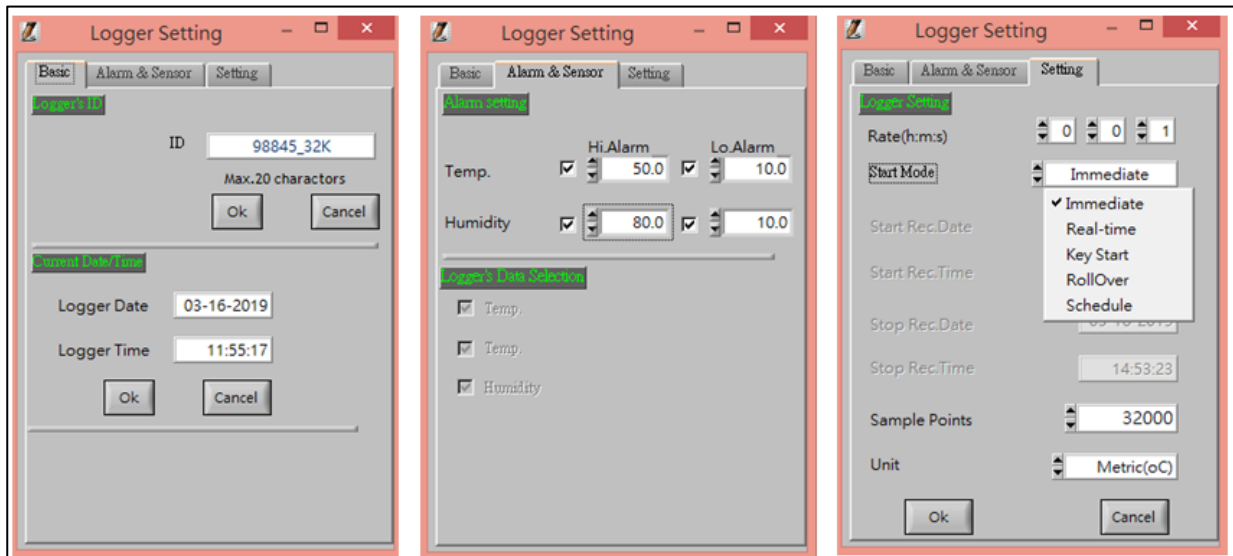 Logger Setting
Basic Alarm & Sensor Setting
Logger's ID
ID 98845_32K
Max.20 charactors
Ok Cancel
Current Date/Time
Logger Date 03-16-2019
Logger Time 11:55:17
Ok Cancel
Logger Setting
Basic Alarm & Sensor Setting
Alarm setting
Hi.Alarm Lo.Alarm
Temp. 50.0 10.0
Humidity 80.0 10.0
Logger's Data Selection
Temp.
Temp.
Humidity
Logger Setting
Basic Alarm & Sensor Setting
Logger Setting
Rate(h:m:s) 0 0 1
Start Mode Immediate
Immediate
Real-time
Key Start
RollOver
Schedule
Start Rec.Date
Start Rec.Time
Stop Rec.Date
Stop Rec.Time 14:53:23
Sample Points 32000
Unit Metric(oC)
Ok Cancel